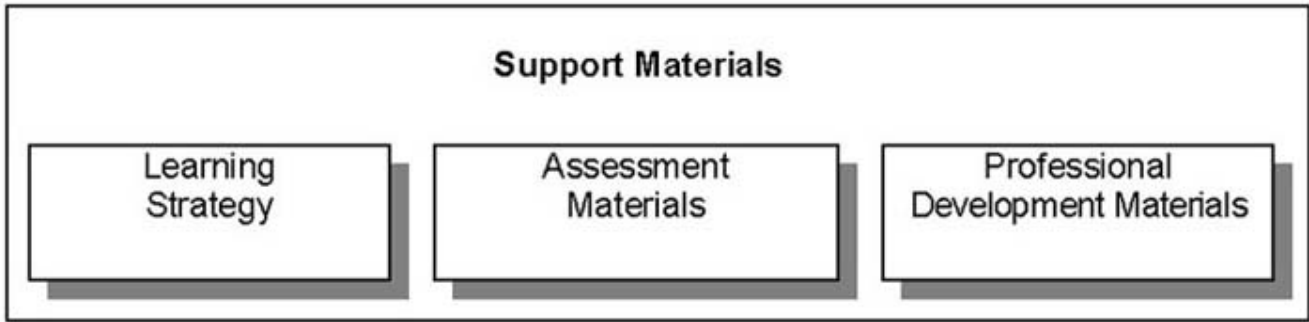 Support Materials
Learning
Strategy
Assessment
Materials
Professional
Development Materials